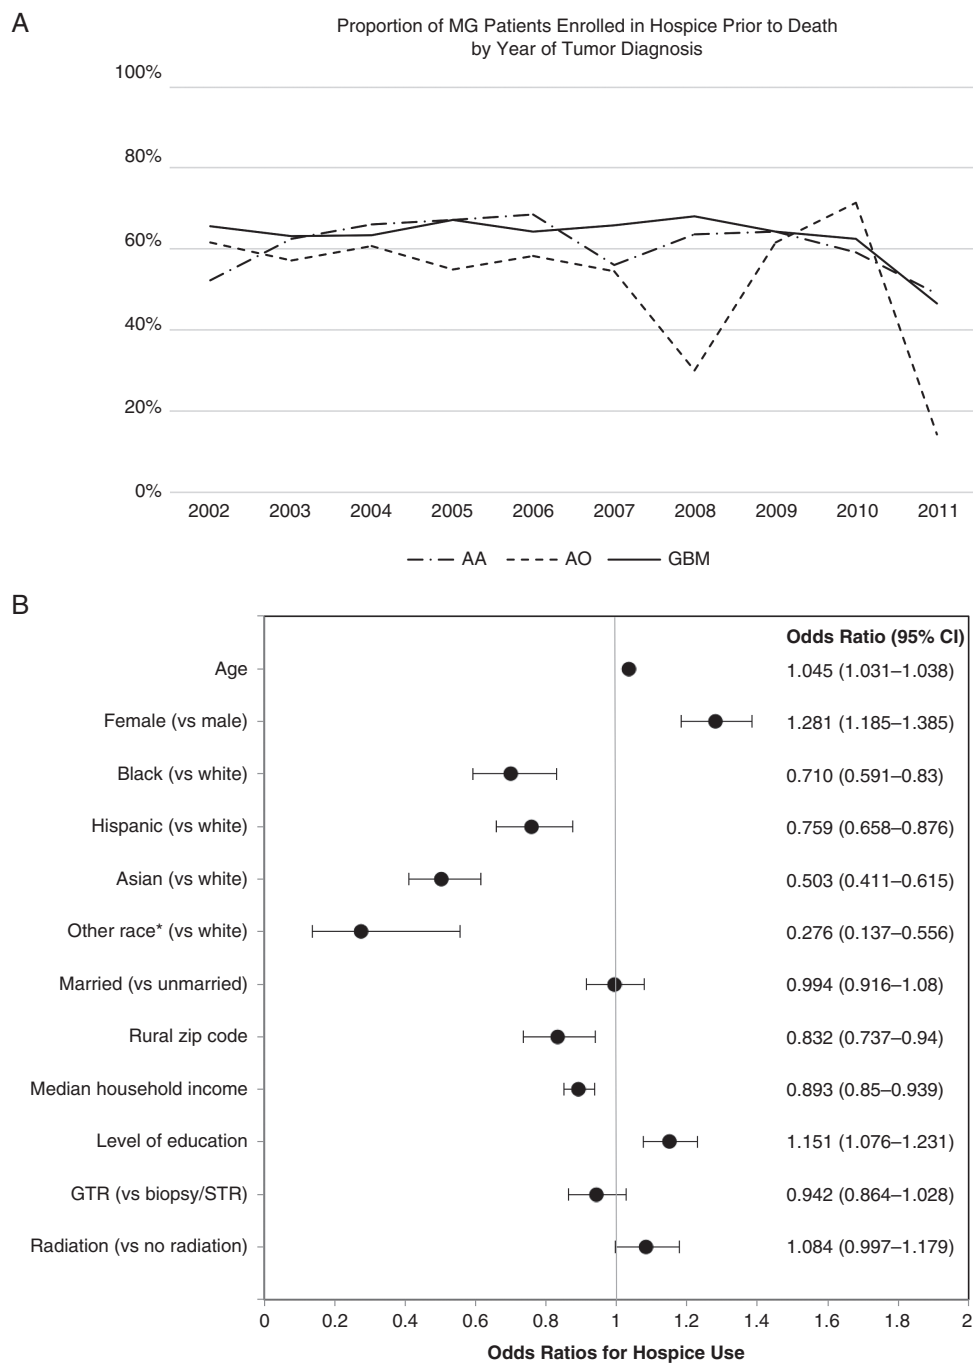 A
Proportion of MG Patients Enrolled in Hospice Prior to Death
by Year of Tumor Diagnosis
100%
80%
60%
40%
20%
0%
2002 2003 2004 2005 2006 2007 2008 2009 2010 2011
AA AO GBM
B
Odds Ratio (95% CI)
Age 1.045 (1.031–1.038)
Female (vs male) 1.281 (1.185–1.385)
Black (vs white) 0.710 (0.591–0.83)
Hispanic (vs white) 0.759 (0.658–0.876)
Asian (vs white) 0.503 (0.411–0.615)
Other race* (vs white) 0.276 (0.137–0.556)
Married (vs unmarried) 0.994 (0.916–1.08)
Rural zip code 0.832 (0.737–0.94)
Median household income 0.893 (0.85–0.939)
Level of education 1.151 (1.076–1.231)
GTR (vs biopsy/STR) 0.942 (0.864–1.028)
Radiation (vs no radiation) 1.084 (0.997–1.179)
0 0.2 0.4 0.6 0.8 1 1.2 1.4 1.6 1.8 2
Odds Ratios for Hospice Use